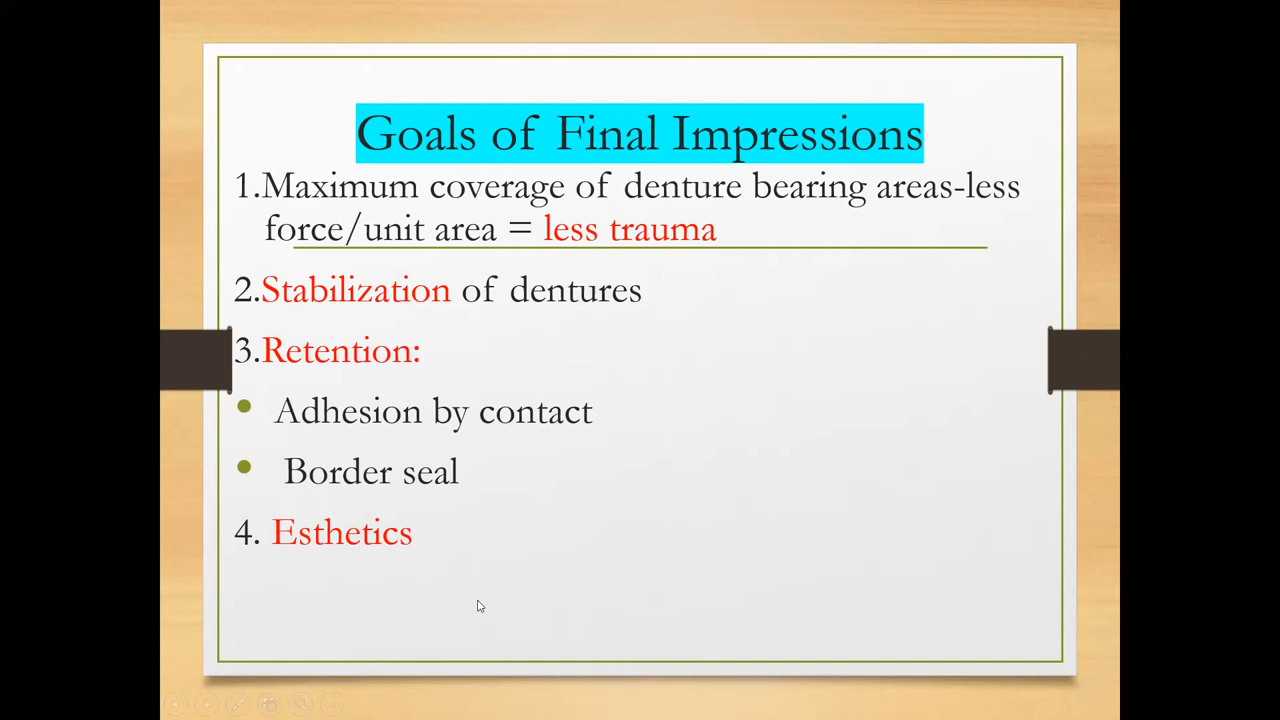 Goals of Final Impressions
1.Maximum coverage of denture bearing areas-less
force/unit area = less trauma
2.Stabilization of dentures
3.Retention:
• Adhesion by contact
• Border seal
4. Esthetics